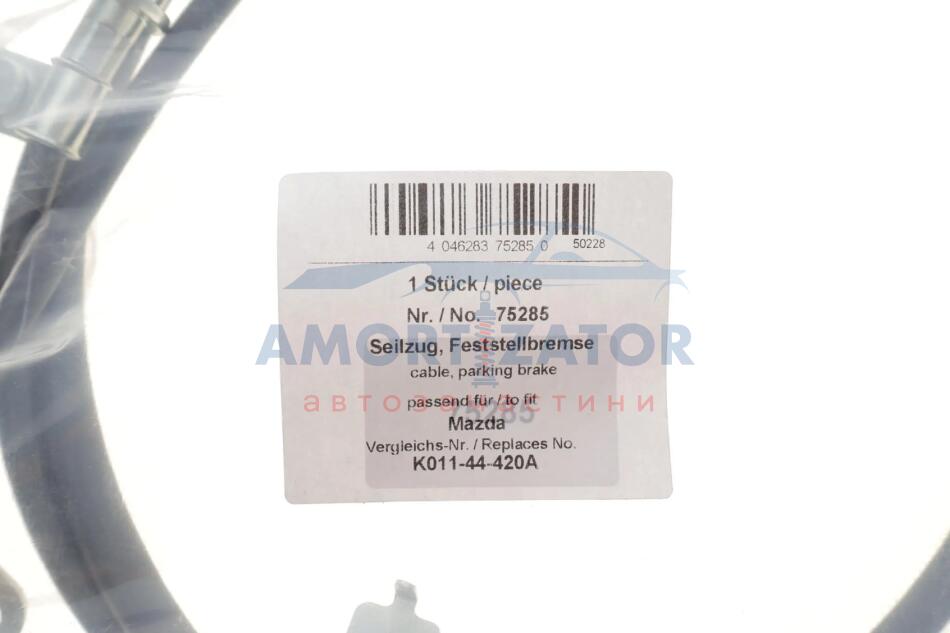 4 046283 752850 50228
1 Stück / piece
Nr. / No. 75285
AMORTIZATOR
Seilzug, Feststellbremse
cable, parking brake
автозапчастини
passend für / to fit
75285
Mazda
Vergleichs-Nr. / Replaces No.
K011-44-420A